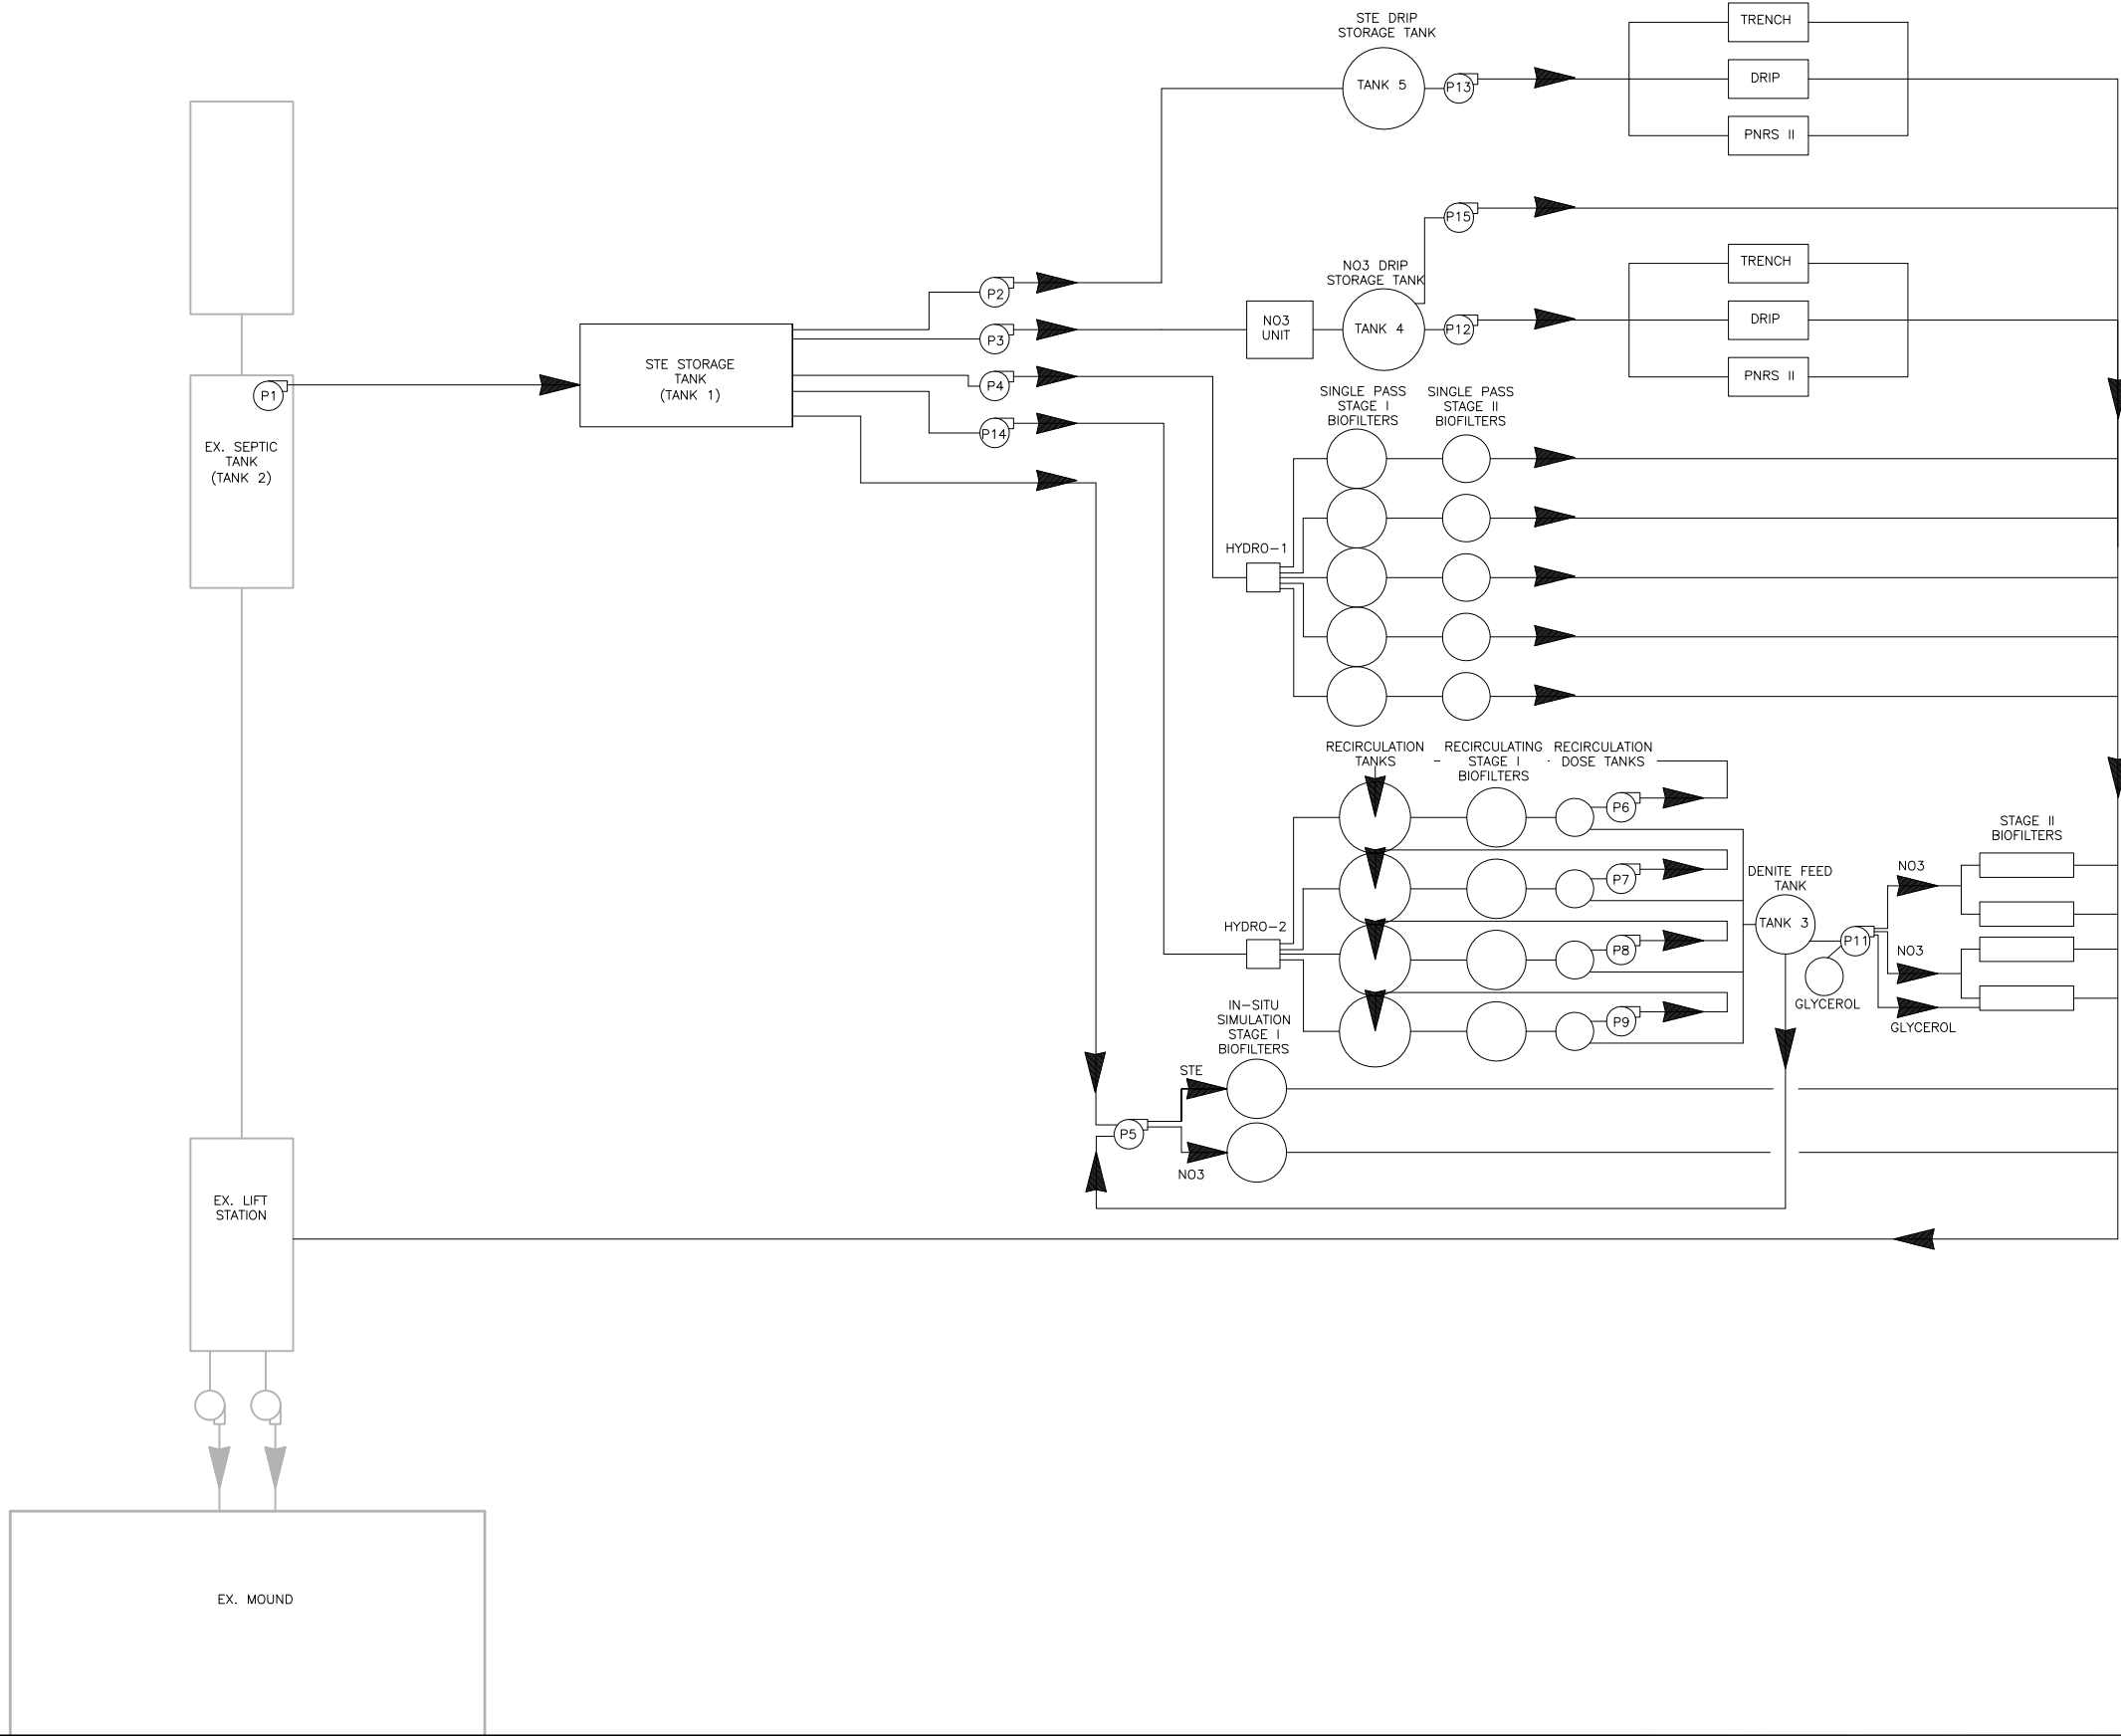 STE DRIP
STORAGE TANK
TANK 5
P13
TRENCH
DRIP
PNRS II
P15
NO3 DRIP
STORAGE TANK
NO3
UNIT
TANK 4
P12
TRENCH
DRIP
PNRS II
P2
P3
P4
P14
STE STORAGE
TANK
(TANK 1)
P1
EX. SEPTIC
TANK
(TANK 2)
SINGLE PASS
STAGE I
BIOFILTERS
SINGLE PASS
STAGE II
BIOFILTERS
HYDRO-1
RECIRCULATION
TANKS
RECIRCULATING
STAGE I
BIOFILTERS
RECIRCULATION
DOSE TANKS
P6
P7
P8
P9
HYDRO-2
DENITE FEED
TANK
TANK 3
P11
GLYCEROL
NO3
NO3
GLYCEROL
STAGE II
BIOFILTERS
IN-SITU
SIMULATION
STAGE I
BIOFILTERS
STE
P5
NO3
EX. LIFT
STATION
EX. MOUND